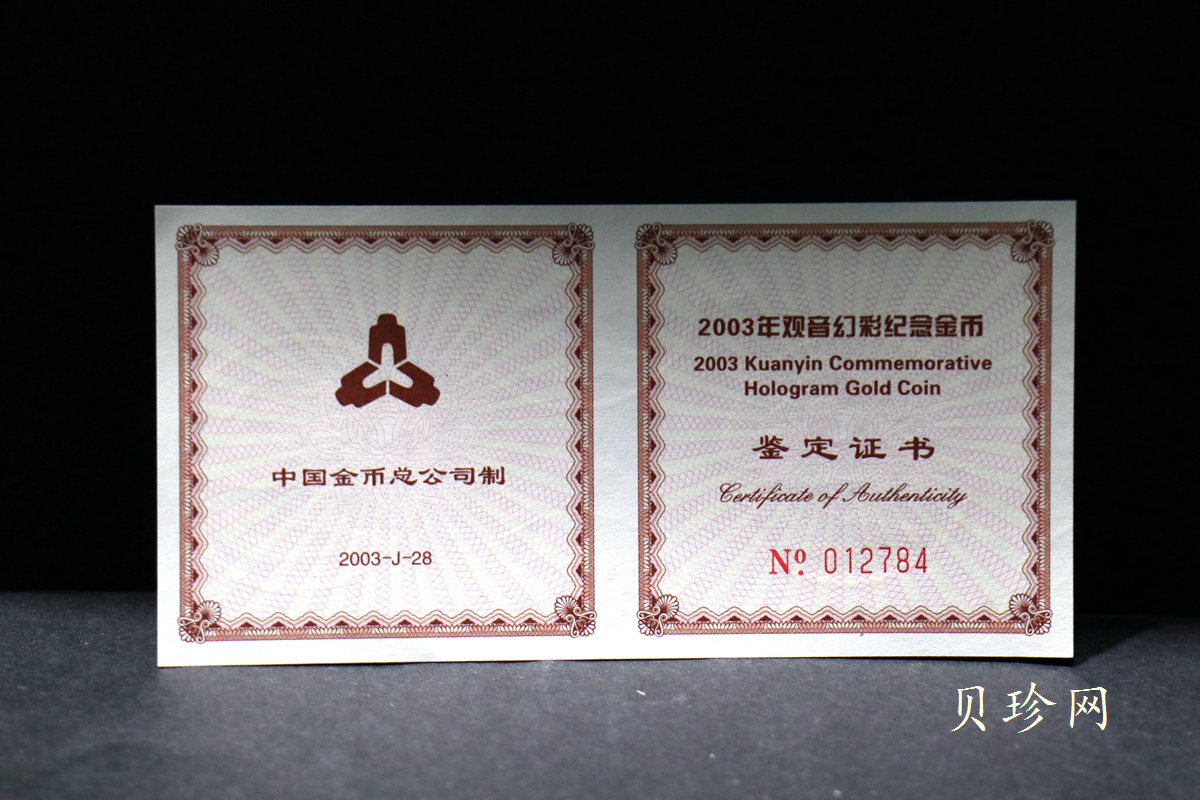 中国金币总公司制
2003-J-28
2003年观音幻彩纪念金币
2003 Kuanyin Commemorative
Hologram Gold Coin
鉴定证书
Certificate of Authenticity
Nº. 012784
贝珍网